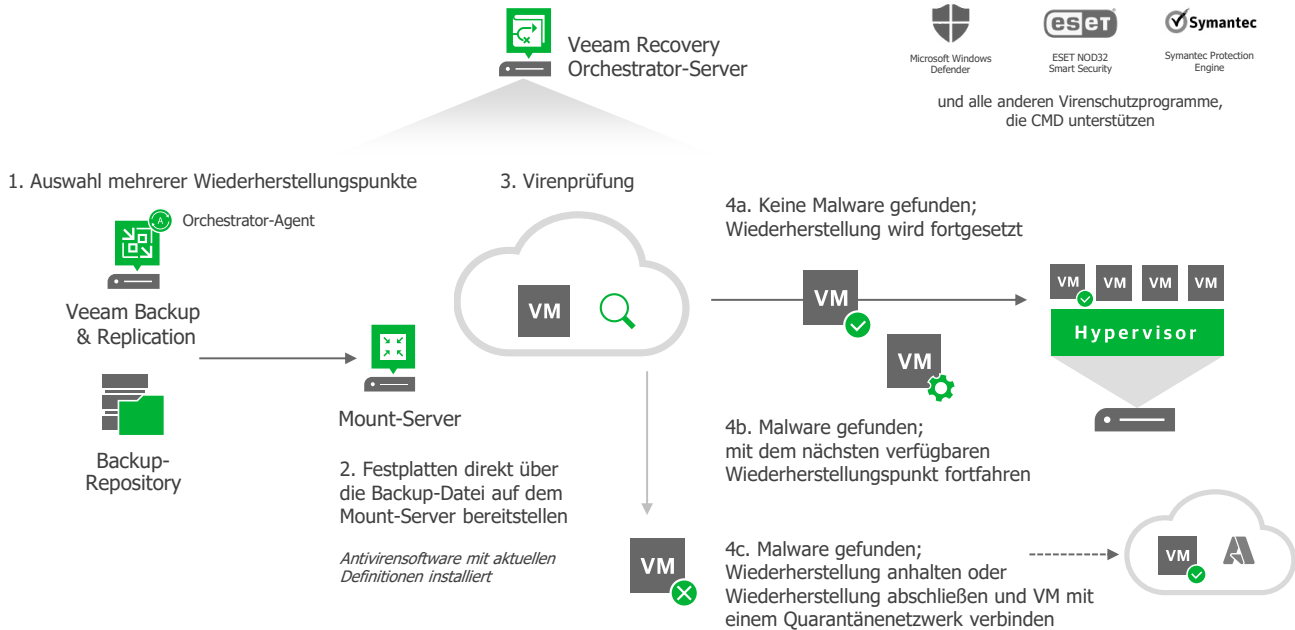 Veeam Recovery
Orchestrator-Server
Microsoft Windows
Defender
eseT
ESET NOD32
Smart Security
Symantec
Symantec Protection
Engine
und alle anderen Virenschutzprogramme,
die CMD unterstützen
1. Auswahl mehrerer Wiederherstellungspunkte
A
Orchestrator-Agent
Veeam Backup
& Replication
Backup-
Repository
Mount-Server
2. Festplatten direkt über
die Backup-Datei auf dem
Mount-Server bereitstellen
Antivirensoftware mit aktuellen
Definitionen installiert
3. Virenprüfung
VM
4a. Keine Malware gefunden;
Wiederherstellung wird fortgesetzt
VM
VM
VM
VM
VM
VM
Hypervisor
4b. Malware gefunden;
mit dem nächsten verfügbaren
Wiederherstellungspunkt fortfahren
VM
4c. Malware gefunden;
Wiederherstellung anhalten oder
Wiederherstellung abschließen und VM mit
einem Quarantänenetzwerk verbinden
VM